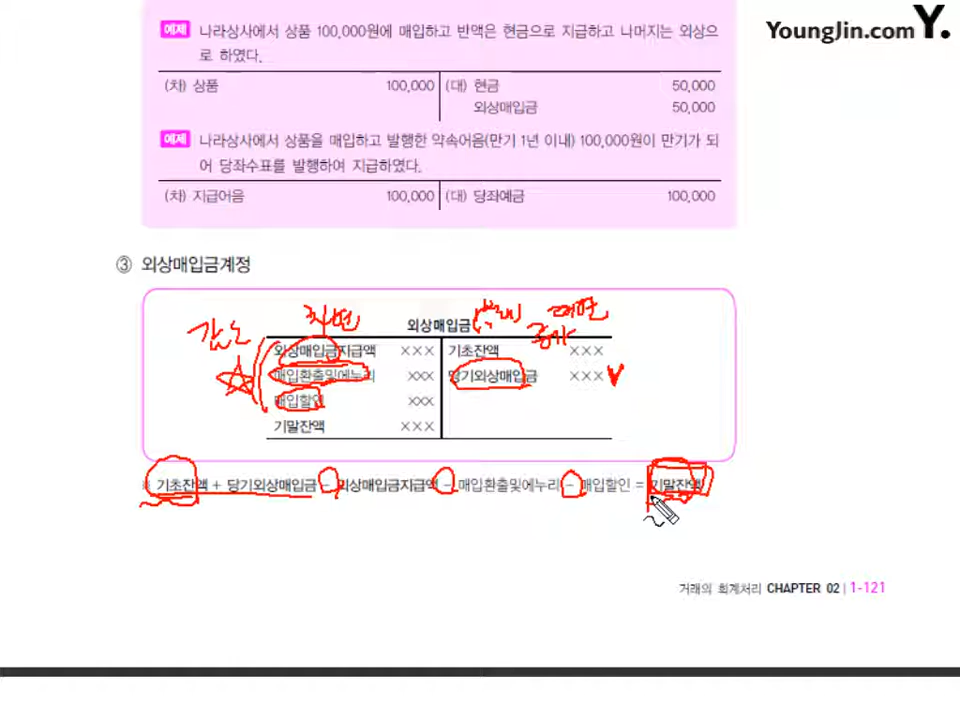 YoungJin.com Y.
예제 나라상사에서 상품 100,000원에 매입하고 반액은 현금으로 지급하고 나머지는 외상으
로 하였다.
(차) 상품 100,000 (대) 현금 50,000
외상매입금 50,000
예제 나라상사에서 상품을 매입하고 발행한 약속어음(만기 1년 이내) 100,000원이 만기가 되
어 당좌수표를 발행하여 지급하였다.
(차) 지급어음 100,000 (대) 당좌예금 100,000
③ 외상매입금계정
차변 대변
감소 외상매입금 (부채) 증가
외상매입금지급액 ××× 기초잔액 ×××
매입환출및에누리 ××× 당기외상매입금 ×××
매입할인 ×××
기말잔액 ×××
※ 기초잔액 + 당기외상매입금 - 외상매입금지급액 - 매입환출및에누리 - 매입할인 = 기말잔액
거래의 회계처리 CHAPTER 02 | 1-121